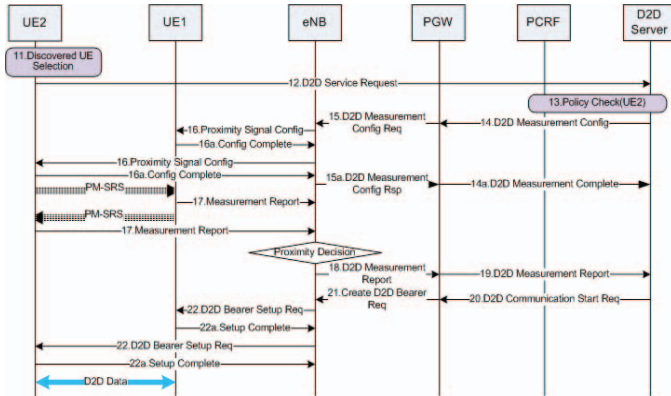 UE2
UE1
eNB
PGW
PCRF
D2D
Server
11.Discovered UE
Selection
12.D2D Service Request
13.Policy Check(UE2)
15.D2D Measurement
Config Req
14.D2D Measurement Config
16.Proximity Signal Config
16a.Config Complete
16.Proximity Signal Config
16a.Config Complete
15a.D2D Measurement
Config Rsp
14a.D2D Measurement Complete
PM-SRS
17.Measurement Report
PM-SRS
17.Measurement Report
Proximity Decision
18.D2D Measurement
Report
19.D2D Measurement Report
21.Create D2D Bearer
Req
20.D2D Communication Start Req
22.D2D Bearer Setup Req
22a.Setup Complete
22.D2D Bearer Setup Req
22a.Setup Complete
D2D Data